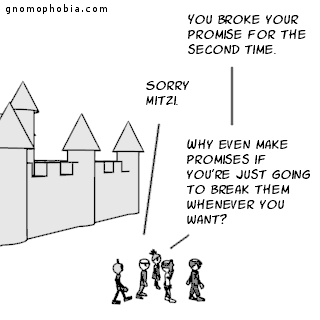 gnomophobia.com
YOU BROKE YOUR
PROMISE FOR THE
SECOND TIME.
SORRY
MITZI.
WHY EVEN MAKE
PROMISES IF
YOU'RE JUST GOING
TO BREAK THEM
WHENEVER YOU
WANT?